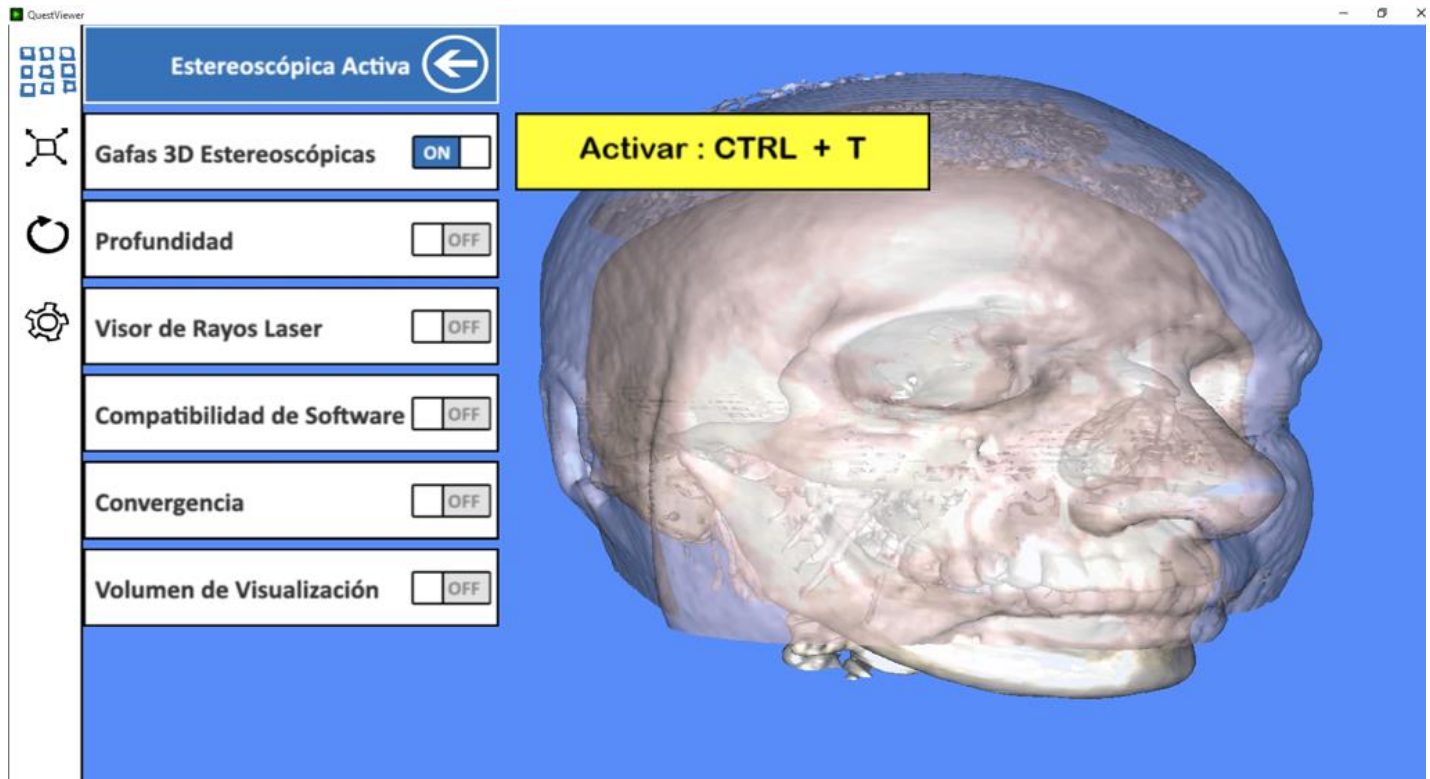 QuestViewer
Estereoscópica Activa
Gafas 3D Estereoscópicas ON
Activar : CTRL + T
Profundidad OFF
Visor de Rayos Laser OFF
Compatibilidad de Software OFF
Convergencia OFF
Volumen de Visualización OFF